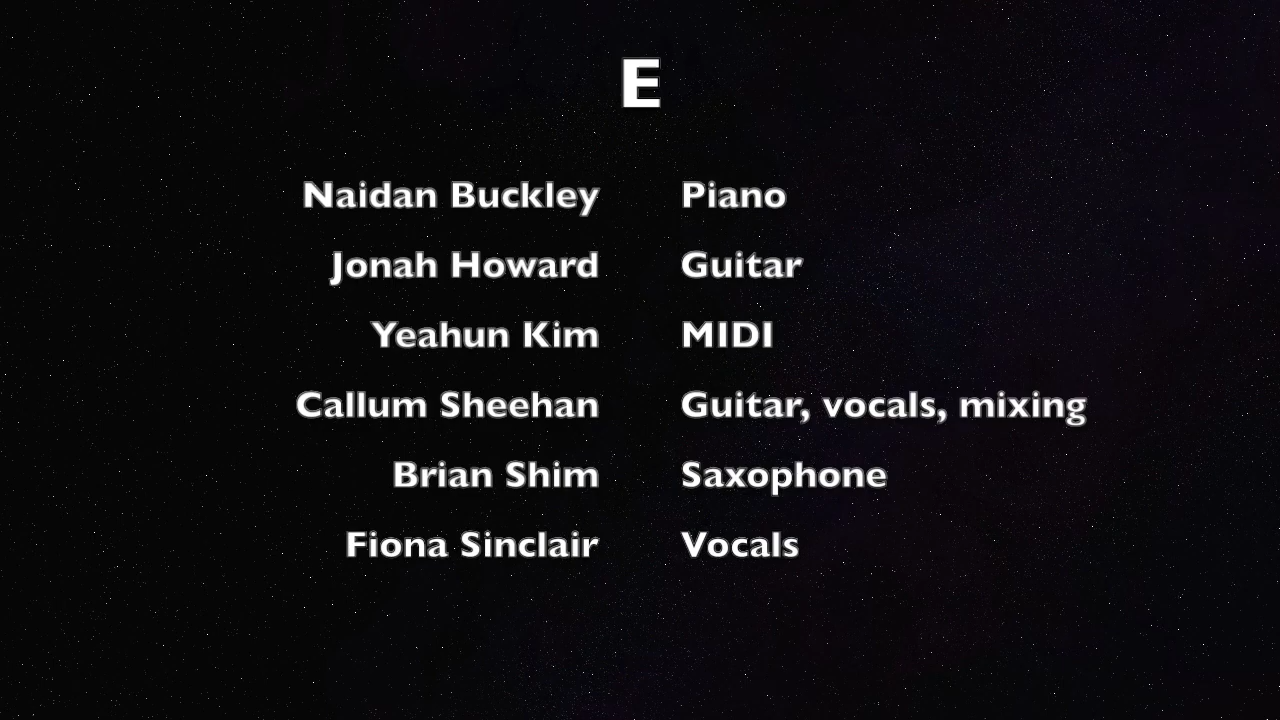 E
Naidan Buckley Piano
Jonah Howard Guitar
Yeahun Kim MIDI
Callum Sheehan Guitar, vocals, mixing
Brian Shim Saxophone
Fiona Sinclair Vocals